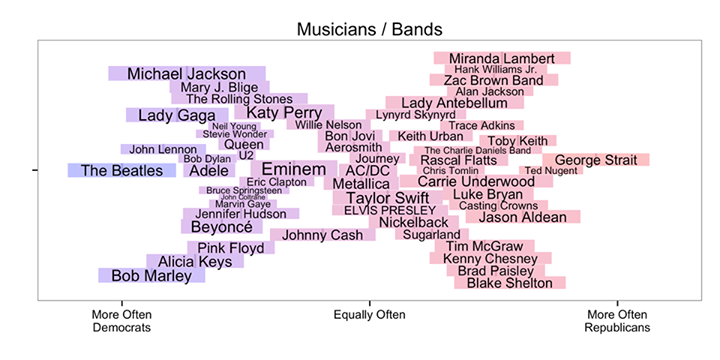 Musicians / Bands
Miranda Lambert
Hank Williams Jr.
Michael Jackson
Zac Brown Band
Mary J. Blige
Alan Jackson
The Rolling Stones
Lady Antebellum
Lady Gaga
Katy Perry
Lynyrd Skynyrd
Neil Young
Willie Nelson
Trace Adkins
Stevie Wonder
Bon Jovi
Keith Urban
Queen
Aerosmith
Toby Keith
John Lennon
The Charlie Daniels Band
U2
Bob Dylan
Journey
Rascal Flatts
George Strait
The Beatles
Adele
Eminem
AC/DC
Chris Tomlin
Ted Nugent
Eric Clapton
Metallica
Carrie Underwood
Bruce Springsteen
John Coltrane
Taylor Swift
Luke Bryan
Marvin Gaye
Casting Crowns
Jennifer Hudson
ELVIS PRESLEY
Jason Aldean
Beyoncé
Nickelback
Johnny Cash
Sugarland
Pink Floyd
Tim McGraw
Alicia Keys
Kenny Chesney
Bob Marley
Brad Paisley
Blake Shelton
More Often
Democrats
Equally Often
More Often
Republicans